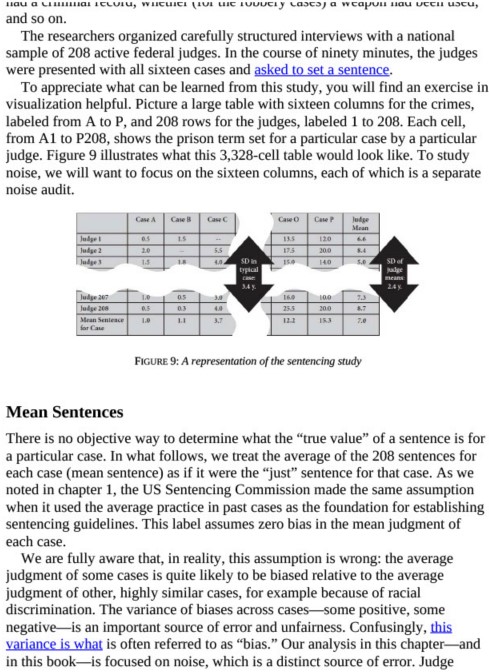 had a criminal record, whether (for the robbery cases) a weapon had been used,
and so on.
The researchers organized carefully structured interviews with a national
sample of 208 active federal judges. In the course of ninety minutes, the judges
were presented with all sixteen cases and asked to set a sentence.
To appreciate what can be learned from this study, you will find an exercise in
visualization helpful. Picture a large table with sixteen columns for the crimes,
labeled from A to P, and 208 rows for the judges, labeled 1 to 208. Each cell,
from A1 to P208, shows the prison term set for a particular case by a particular
judge. Figure 9 illustrates what this 3,328-cell table would look like. To study
noise, we will want to focus on the sixteen columns, each of which is a separate
noise audit.
Case A Case B Case C Case O Case P Judge Mean
Judge 1 0.5 1.5 -- 13.5 12.0 6.6
Judge 2 2.0 -- 5.5 17.5 20.0 8.4
Judge 3 1.5 1.0 4.0 15.0 14.0
SD in typical case: 3.4 y.
SD of judge means: 2.4 y.
Judge 207 1.0 0.5 3.0 16.0 10.0 7.3
Judge 208 0.5 0.3 4.0 25.5 20.0 8.7
Mean Sentence for Case 1.0 1.1 3.7 12.2 15.3 7.0
FIGURE 9: A representation of the sentencing study
Mean Sentences
There is no objective way to determine what the “true value” of a sentence is for
a particular case. In what follows, we treat the average of the 208 sentences for
each case (mean sentence) as if it were the “just” sentence for that case. As we
noted in chapter 1, the US Sentencing Commission made the same assumption
when it used the average practice in past cases as the foundation for establishing
sentencing guidelines. This label assumes zero bias in the mean judgment of
each case.
We are fully aware that, in reality, this assumption is wrong: the average
judgment of some cases is quite likely to be biased relative to the average
judgment of other, highly similar cases, for example because of racial
discrimination. The variance of biases across cases—some positive, some
negative—is an important source of error and unfairness. Confusingly, this
variance is what is often referred to as “bias.” Our analysis in this chapter—and
in this book—is focused on noise, which is a distinct source of error. Judge